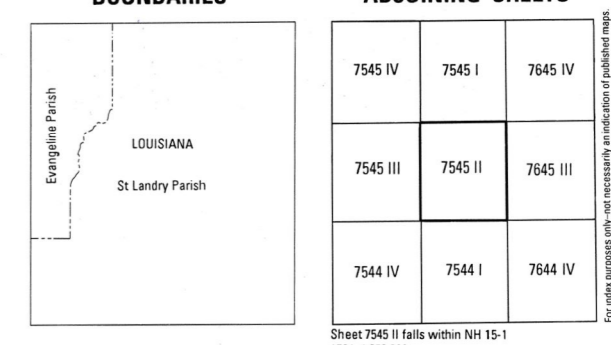 BOUNDARIES
ADJOINING SHEETS
Evangeline Parish
LOUISIANA
St Landry Parish
7545 IV 7545 I 7645 IV
7545 III 7545 II 7645 III
7544 IV 7544 I 7644 IV
For index purposes only—not necessarily an indication of published maps.
Sheet 7545 II falls within NH 15-1